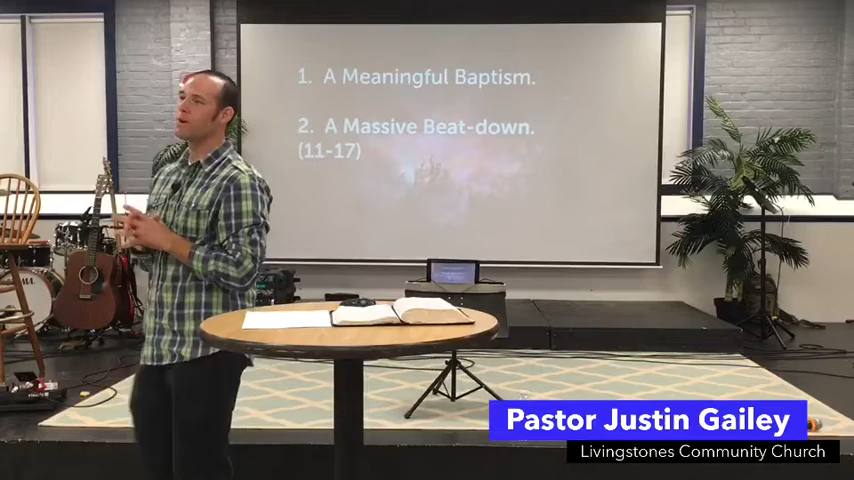 1.  A Meaningful Baptism.
2.  A Massive Beat-down.
(11-17)
Pastor Justin Gailey
Livingstones Community Church